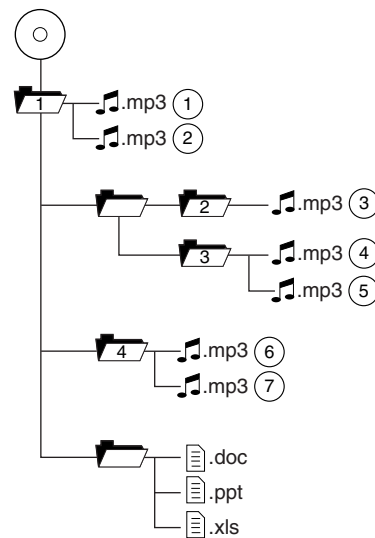 1 .mp3 1
.mp3 2
2 .mp3 3
3 .mp3 4
.mp3 5
4 .mp3 6
.mp3 7
.doc
.ppt
.xls